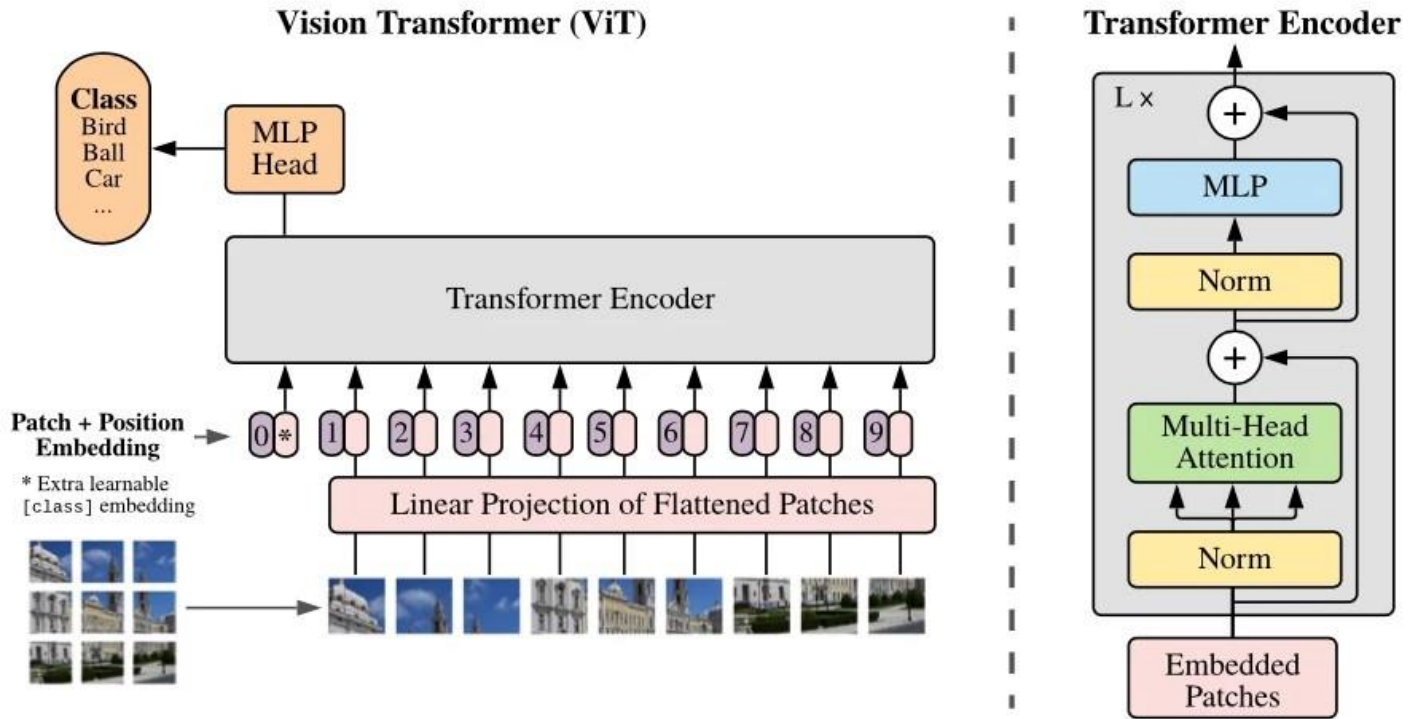 Vision Transformer (ViT)
Class
Bird
Ball
Car
...
MLP
Head
Transformer Encoder
Patch + Position
Embedding
0 * 1 2 3 4 5 6 7 8 9
* Extra learnable
[class] embedding
Linear Projection of Flattened Patches
Transformer Encoder
L ×
+
MLP
Norm
+
Multi-Head
Attention
Norm
Embedded
Patches